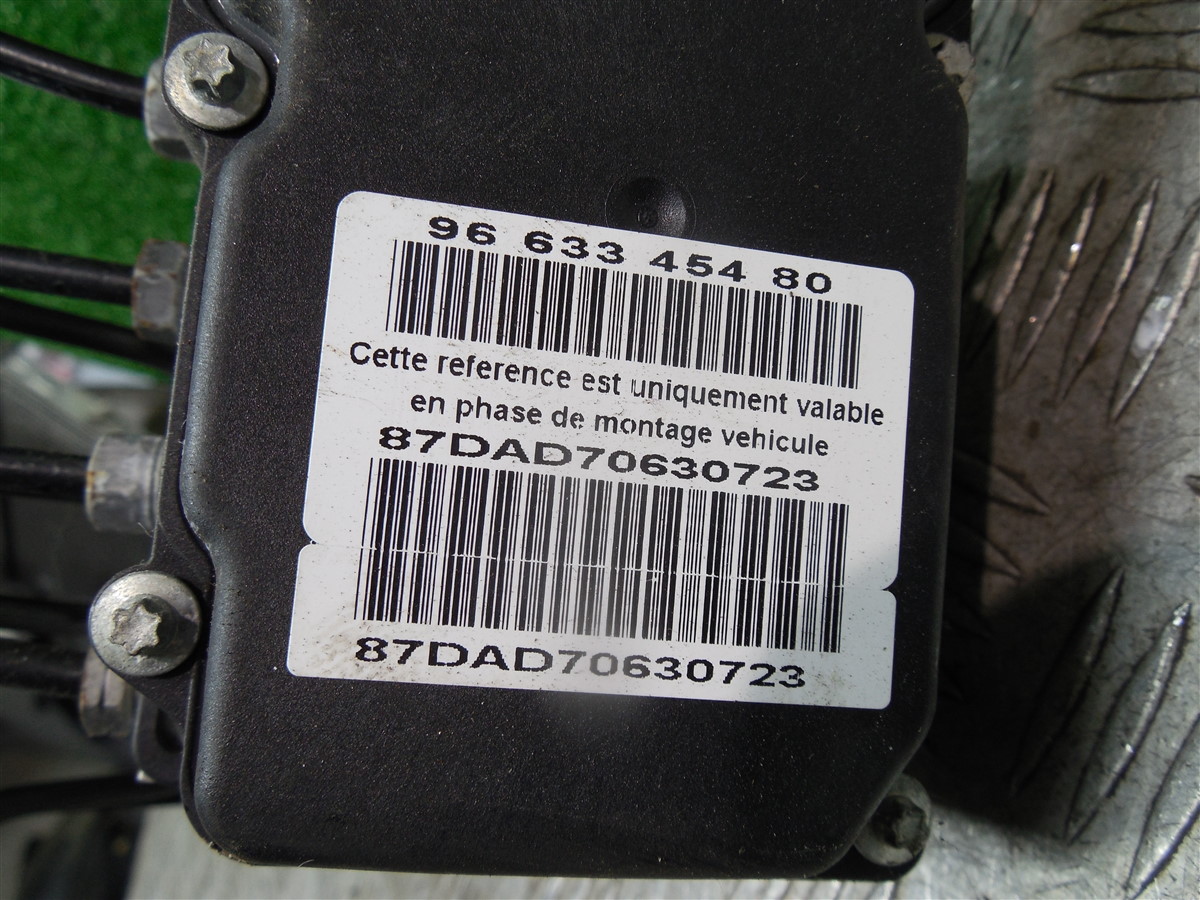 96 633 454 80
Cette reference est uniquement valable
en phase de montage vehicule
87DAD70630723
87DAD70630723